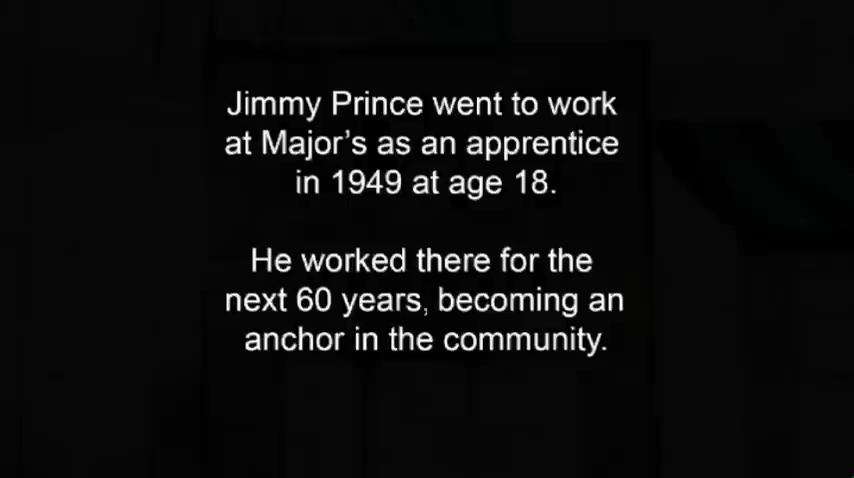 Jimmy Prince went to work
at Major’s as an apprentice
in 1949 at age 18.
He worked there for the
next 60 years, becoming an
anchor in the community.